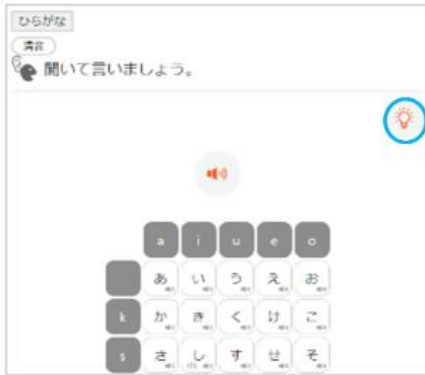 ひらがな
清音
聞いて言いましょう。
a i u e o
あ い う え お
k か き く け こ
s さ し す せ そ